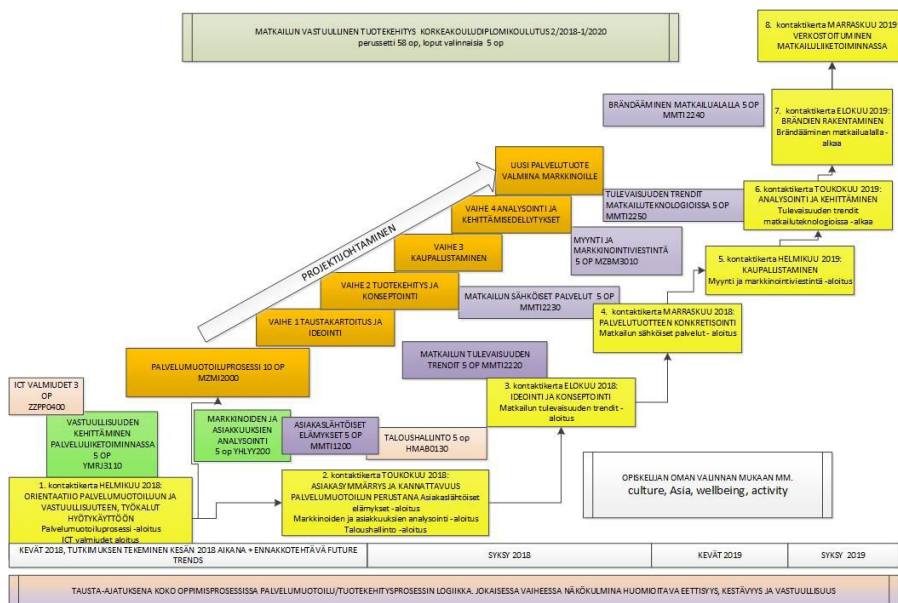 MATKAILUN VASTUULLINEN TUOTEKEHITYS KORKEAKOULUDIPLOMIKOULUTUS 2/2018-1/2020
perussetti 58 op, loput valinnaisia 5 op
8. kontaktikerta MARRASKUU 2019
VERKOSTOITUMINEN
MATKAILULIIKETOIMINNASSA
BRÄNDÄÄMINEN MATKAILUALALLA 5 OP
MMTI2240
7. kontaktikerta ELOKUU 2019:
BRÄNDIEN RAKENTAMINEN
Brändääminen matkailualalla -
alkaa
UUSI PALVELUTUOTE
VALMIINA MARKKINOILLE
PROJEKTIJOHTAMINEN
TULEVAISUUDEN TRENDIT
MATKAILUTEKNOLOGIOISSA 5 OP
MMTI2250
6. kontaktikerta TOUKOKUU 2019:
ANALYSOINTI JA KEHITTÄMINEN
Tulevaisuuden trendit
matkailuteknologioissa -alkaa
VAIHE 4 ANALYSOINTI JA
KEHITTÄMISEDELLYTYKSET
VAIHE 3
KAUPALLISTAMINEN
MYYNTI JA
MARKKINOINTIVIESTINTÄ
5 OP MZBM3010
5. kontaktikerta HELMIKUU 2019:
KAUPALLISTAMINEN
Myynti ja markkinointiviestintä -aloitus
VAIHE 2 TUOTEKEHITYS JA
KONSEPTOINTI
MATKAILUN SÄHKÖISET PALVELUT 5 OP
MMTI2230
4. kontaktikerta MARRASKUU 2018:
PALVELUTUOTTEEN KONKRETISOINTI
Matkailun sähköiset palvelut - aloitus
VAIHE 1 TAUSTAKARTOITUS JA
IDEOINTI
MATKAILUN TULEVAISUUDEN
TRENDIT 5 OP MMTI2220
PALVELUMUOTOILUPROSESSI 10 OP
MZMI2000
3. kontaktikerta ELOKUU 2018:
IDEOINTI JA KONSEPTOINTI
Matkailun tulevaisuuden trendit -
aloitus
ICT VALMIUDET 3
OP
ZZPP0400
VASTUULLISUUDEN
KEHITTÄMINEN
PALVELULIIKETOIMINNASSA
5 OP
YMRJ3110
MARKKINOIDEN JA
ASIAKKUUKSIEN
ANALYSOINTI
5 op YHLYY200
ASIAKASLÄHTÖISET
ELÄMYKSET 5 OP
MMTI1200
TALOUSHALLINTO 5 op
HMAB0130
1. kontaktikerta HELMIKUU 2018:
ORIENTAATIO PALVELUMUOTOILUUN JA
VASTUULLISUUTEEN, TYÖKALUT
HYÖTYKÄYTTÖÖN
Palvelumuotoiluprosessi -aloitus
ICT valmiudet aloitus
2. kontaktikerta TOUKOKUU 2018:
ASIAKASYMMÄRRYS JA KANNATTAVUUS
PALVELUMUOTOILUN PERUSTANA Asiakaslähtöiset
elämykset - aloitus
Markkinoiden ja asiakkuuksien analysointi -aloitus
Taloushallinto -aloitus
OPISKELIJAN OMAN VALINNAN MUKAAN MM.
culture, Asia, wellbeing, activity
KEVÄT 2018, TUTKIMUKSEN TEKEMINEN KESÄN 2018 AIKANA + ENNAKKOTEHTÄVÄ FUTURE
TRENDS
SYKSY 2018
KEVÄT 2019
SYKSY 2019
TAUSTA-AJATUKSENA KOKO OPPIMISPROSESSISSA PALVELUMUOTOILU/TUOTEKEHITYSPROSESSIN LOGIIKKA. JOKAISESSA VAIHEESSA NÄKÖKULMINA HUOMIOITAVA EETTISYYS, KESTÄVYYS JA VASTUULLISUUS